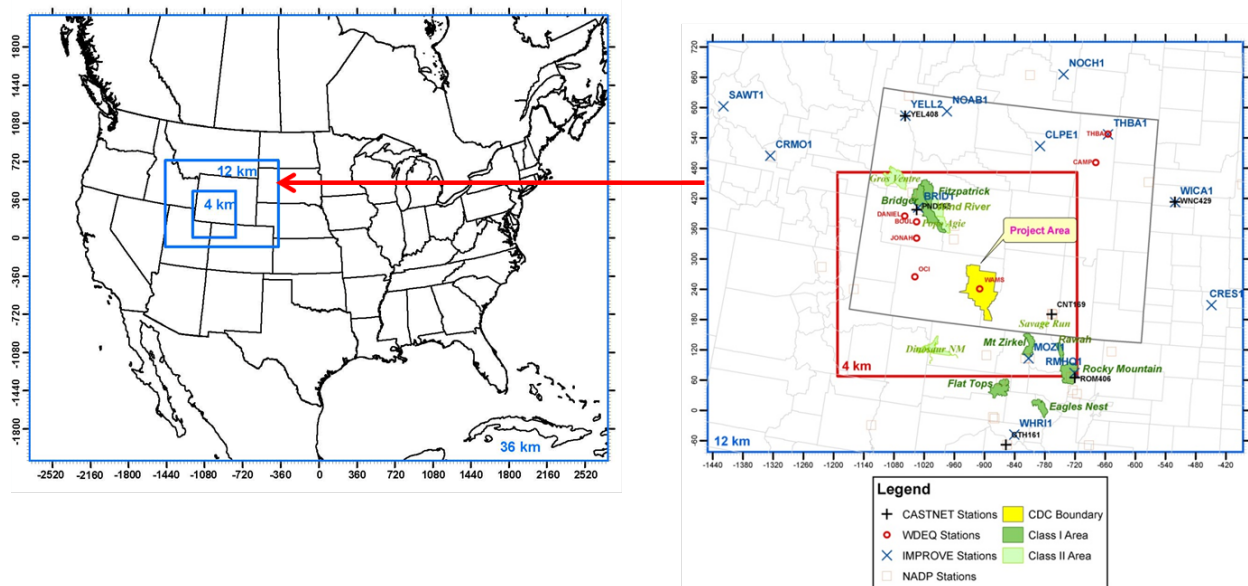 1800
1440
1080
720
360
0
-360
-720
-1080
-1440
-1800
12 km
4 km
36 km
-2520 -2160 -1800 -1440 -1080 -720 -360 0 360 720 1080 1440 1800 2160 2520
720
660
600
540
480
420
360
300
240
180
120
60
0
-60
NOCH1
SAWT1
YELL2
NOAB1
YEL408
THBA1
CLPE1
CRMO1
CAMP
Gros Ventre
Fitzpatrick
WICA1
WNC429
Bridger
BRID1
DANIEL
BOUL
Popo Agie
JONAH
Project Area
OCI
WAMS
CRES1
CNT169
Savage Run
Mt Zirkel
Rawah
MOZI1
Dinosaur NM
RMHQ1
Rocky Mountain
4 km
ROM406
Flat Tops
Eagles Nest
WHRI1
GTH161
12 km
-1440 -1380 -1320 -1260 -1200 -1140 -1080 -1020 -960 -900 -840 -780 -720 -660 -600 -540 -480 -420
Legend
CASTNET Stations
CDC Boundary
WDEQ Stations
Class I Area
IMPROVE Stations
Class II Area
NADP Stations